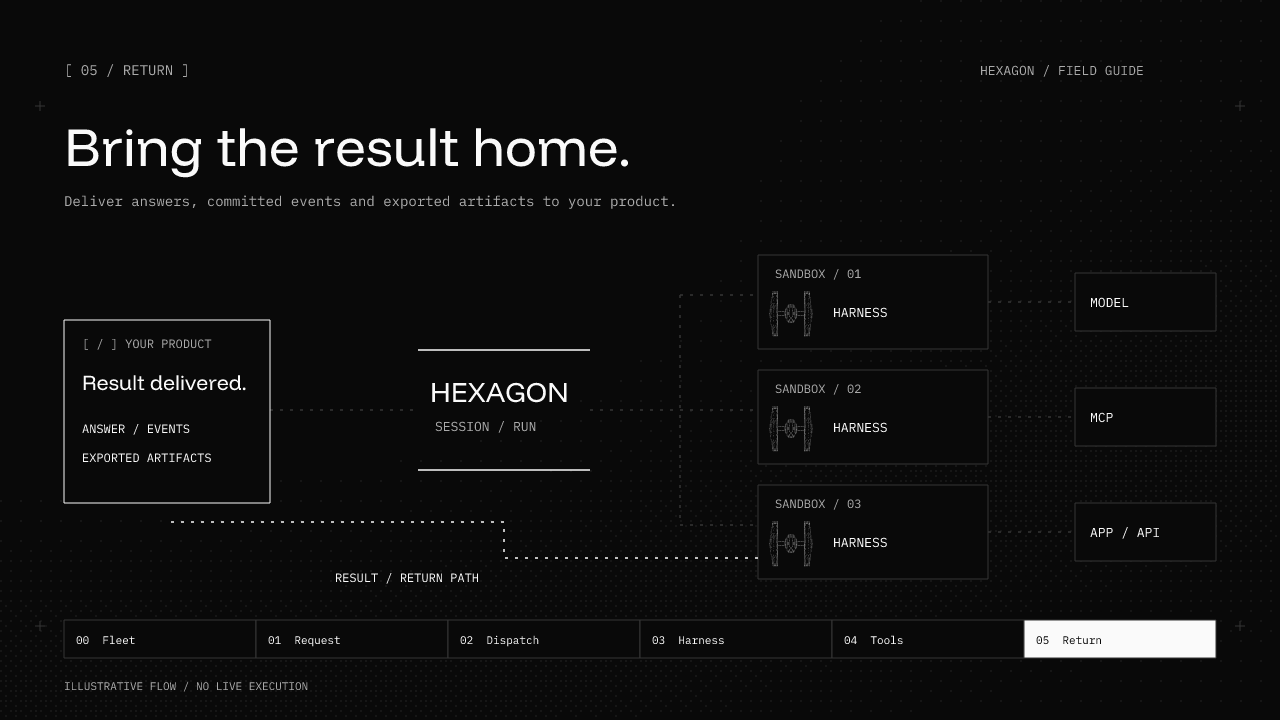 [ 05 / RETURN ]
HEXAGON / FIELD GUIDE
Bring the result home.
Deliver answers, committed events and exported artifacts to your product.
[ / ] YOUR PRODUCT
Result delivered.
ANSWER / EVENTS
EXPORTED ARTIFACTS
HEXAGON
SESSION / RUN
SANDBOX / 01
HARNESS
SANDBOX / 02
HARNESS
SANDBOX / 03
HARNESS
MODEL
MCP
APP / API
RESULT / RETURN PATH
00 Fleet
01 Request
02 Dispatch
03 Harness
04 Tools
05 Return
ILLUSTRATIVE FLOW / NO LIVE EXECUTION